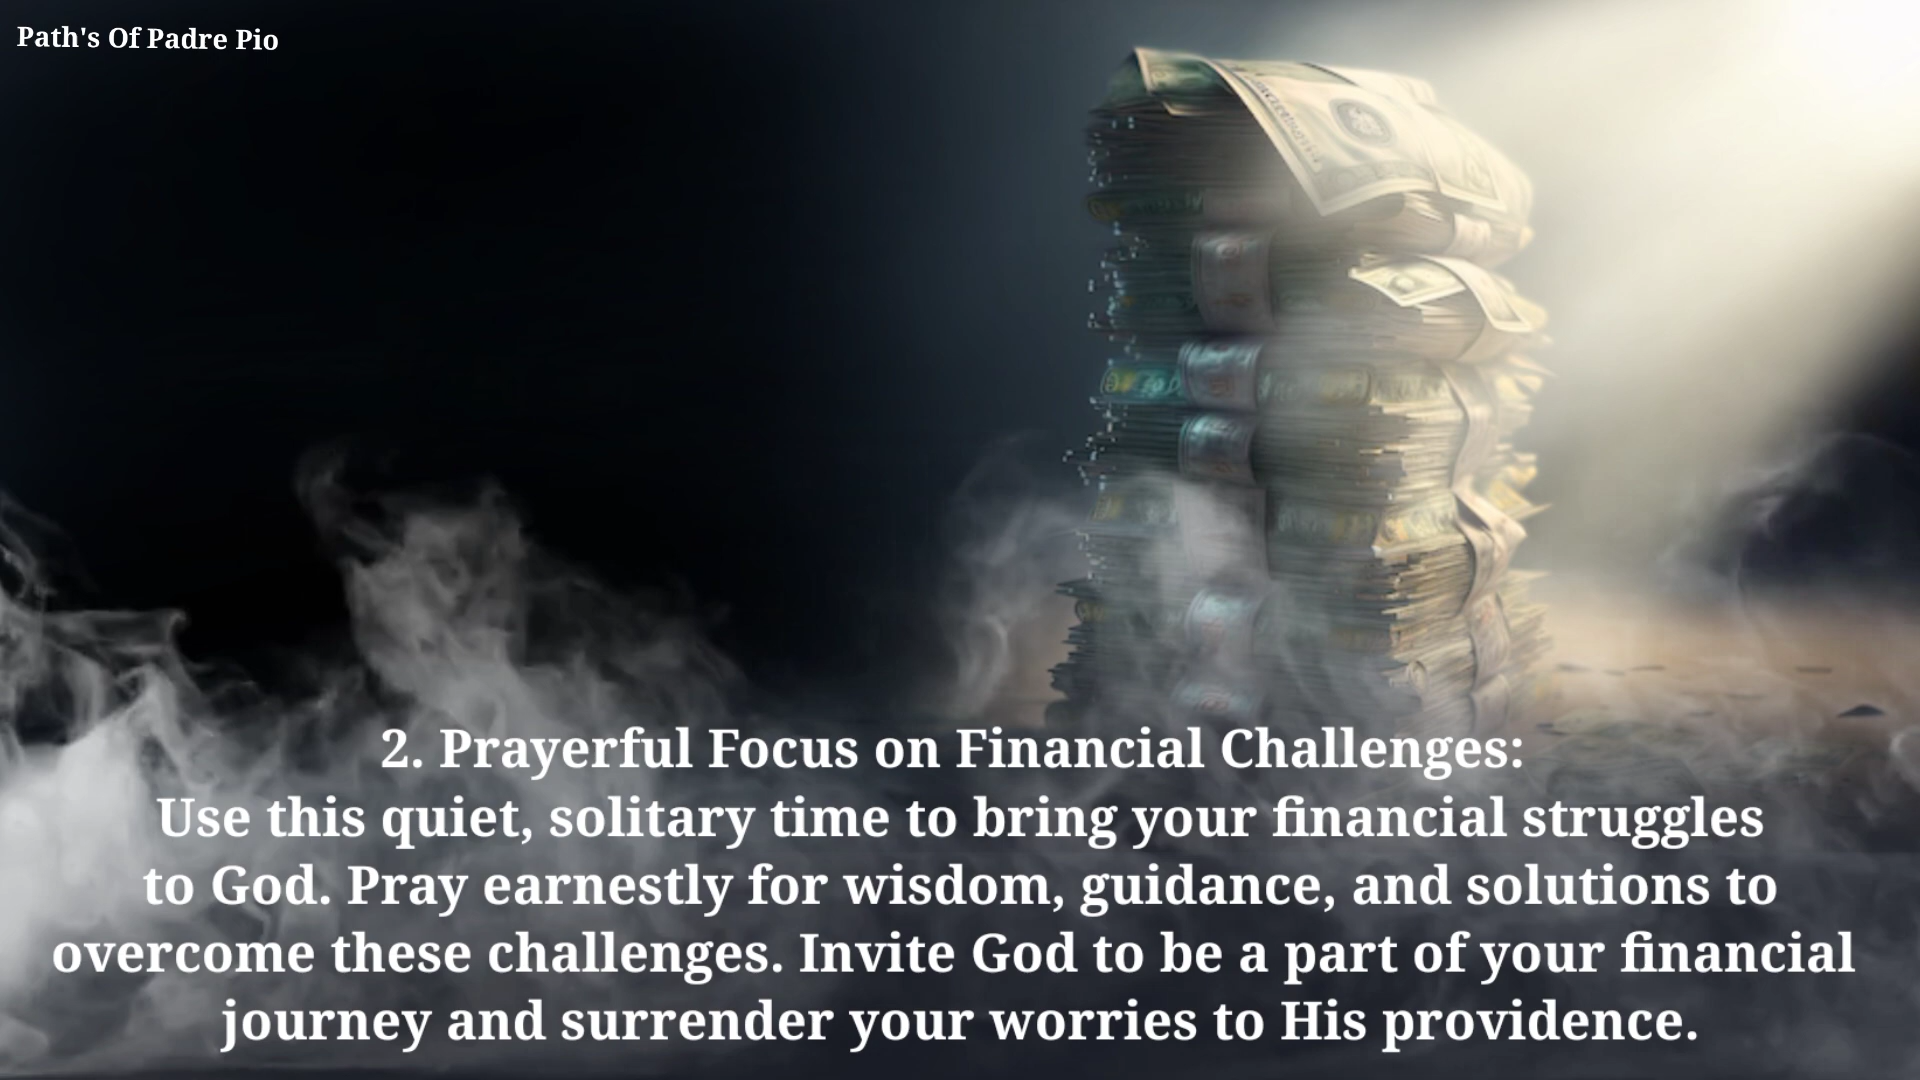 Path's Of Padre Pio
2. Prayerful Focus on Financial Challenges:
Use this quiet, solitary time to bring your financial struggles
to God. Pray earnestly for wisdom, guidance, and solutions to
overcome these challenges. Invite God to be a part of your financial
journey and surrender your worries to His providence.